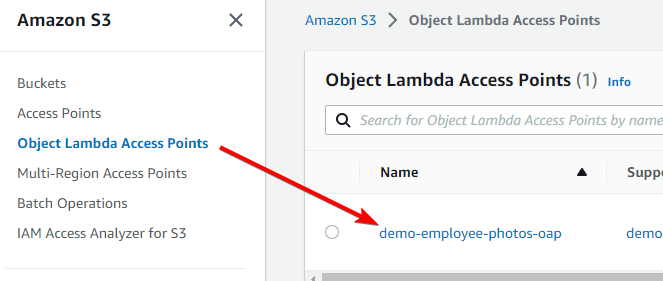 Amazon S3
Buckets
Access Points
Object Lambda Access Points
Multi-Region Access Points
Batch Operations
IAM Access Analyzer for S3
Amazon S3 > Object Lambda Access Points
Object Lambda Access Points (1) Info
Search for Object Lambda Access Points by name
Name Suppo
demo-employee-photos-oap demo